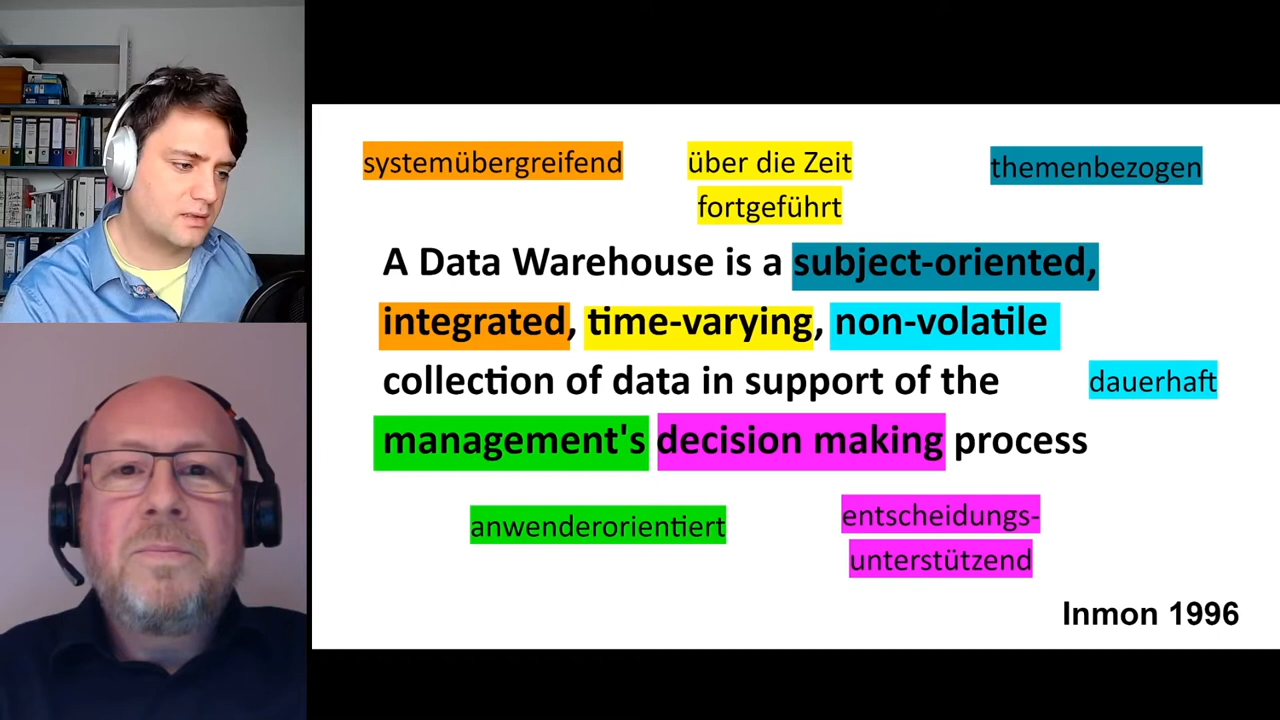 systemübergreifend
über die Zeit
fortgeführt
themenbezogen
A Data Warehouse is a subject-oriented,
integrated, time-varying, non-volatile
collection of data in support of the
dauerhaft
management's decision making process
anwenderorientiert
entscheidungs-
unterstützend
Inmon 1996